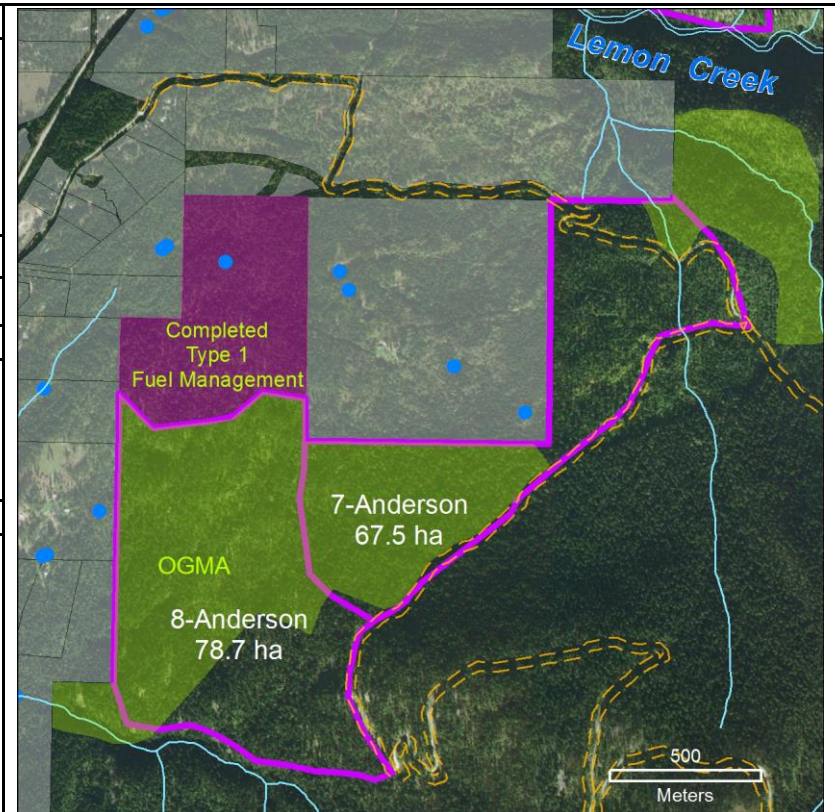 Lemon Creek
Completed
Type 1
Fuel Management
7-Anderson
67.5 ha
OGMA
8-Anderson
78.7 ha
500
Meters